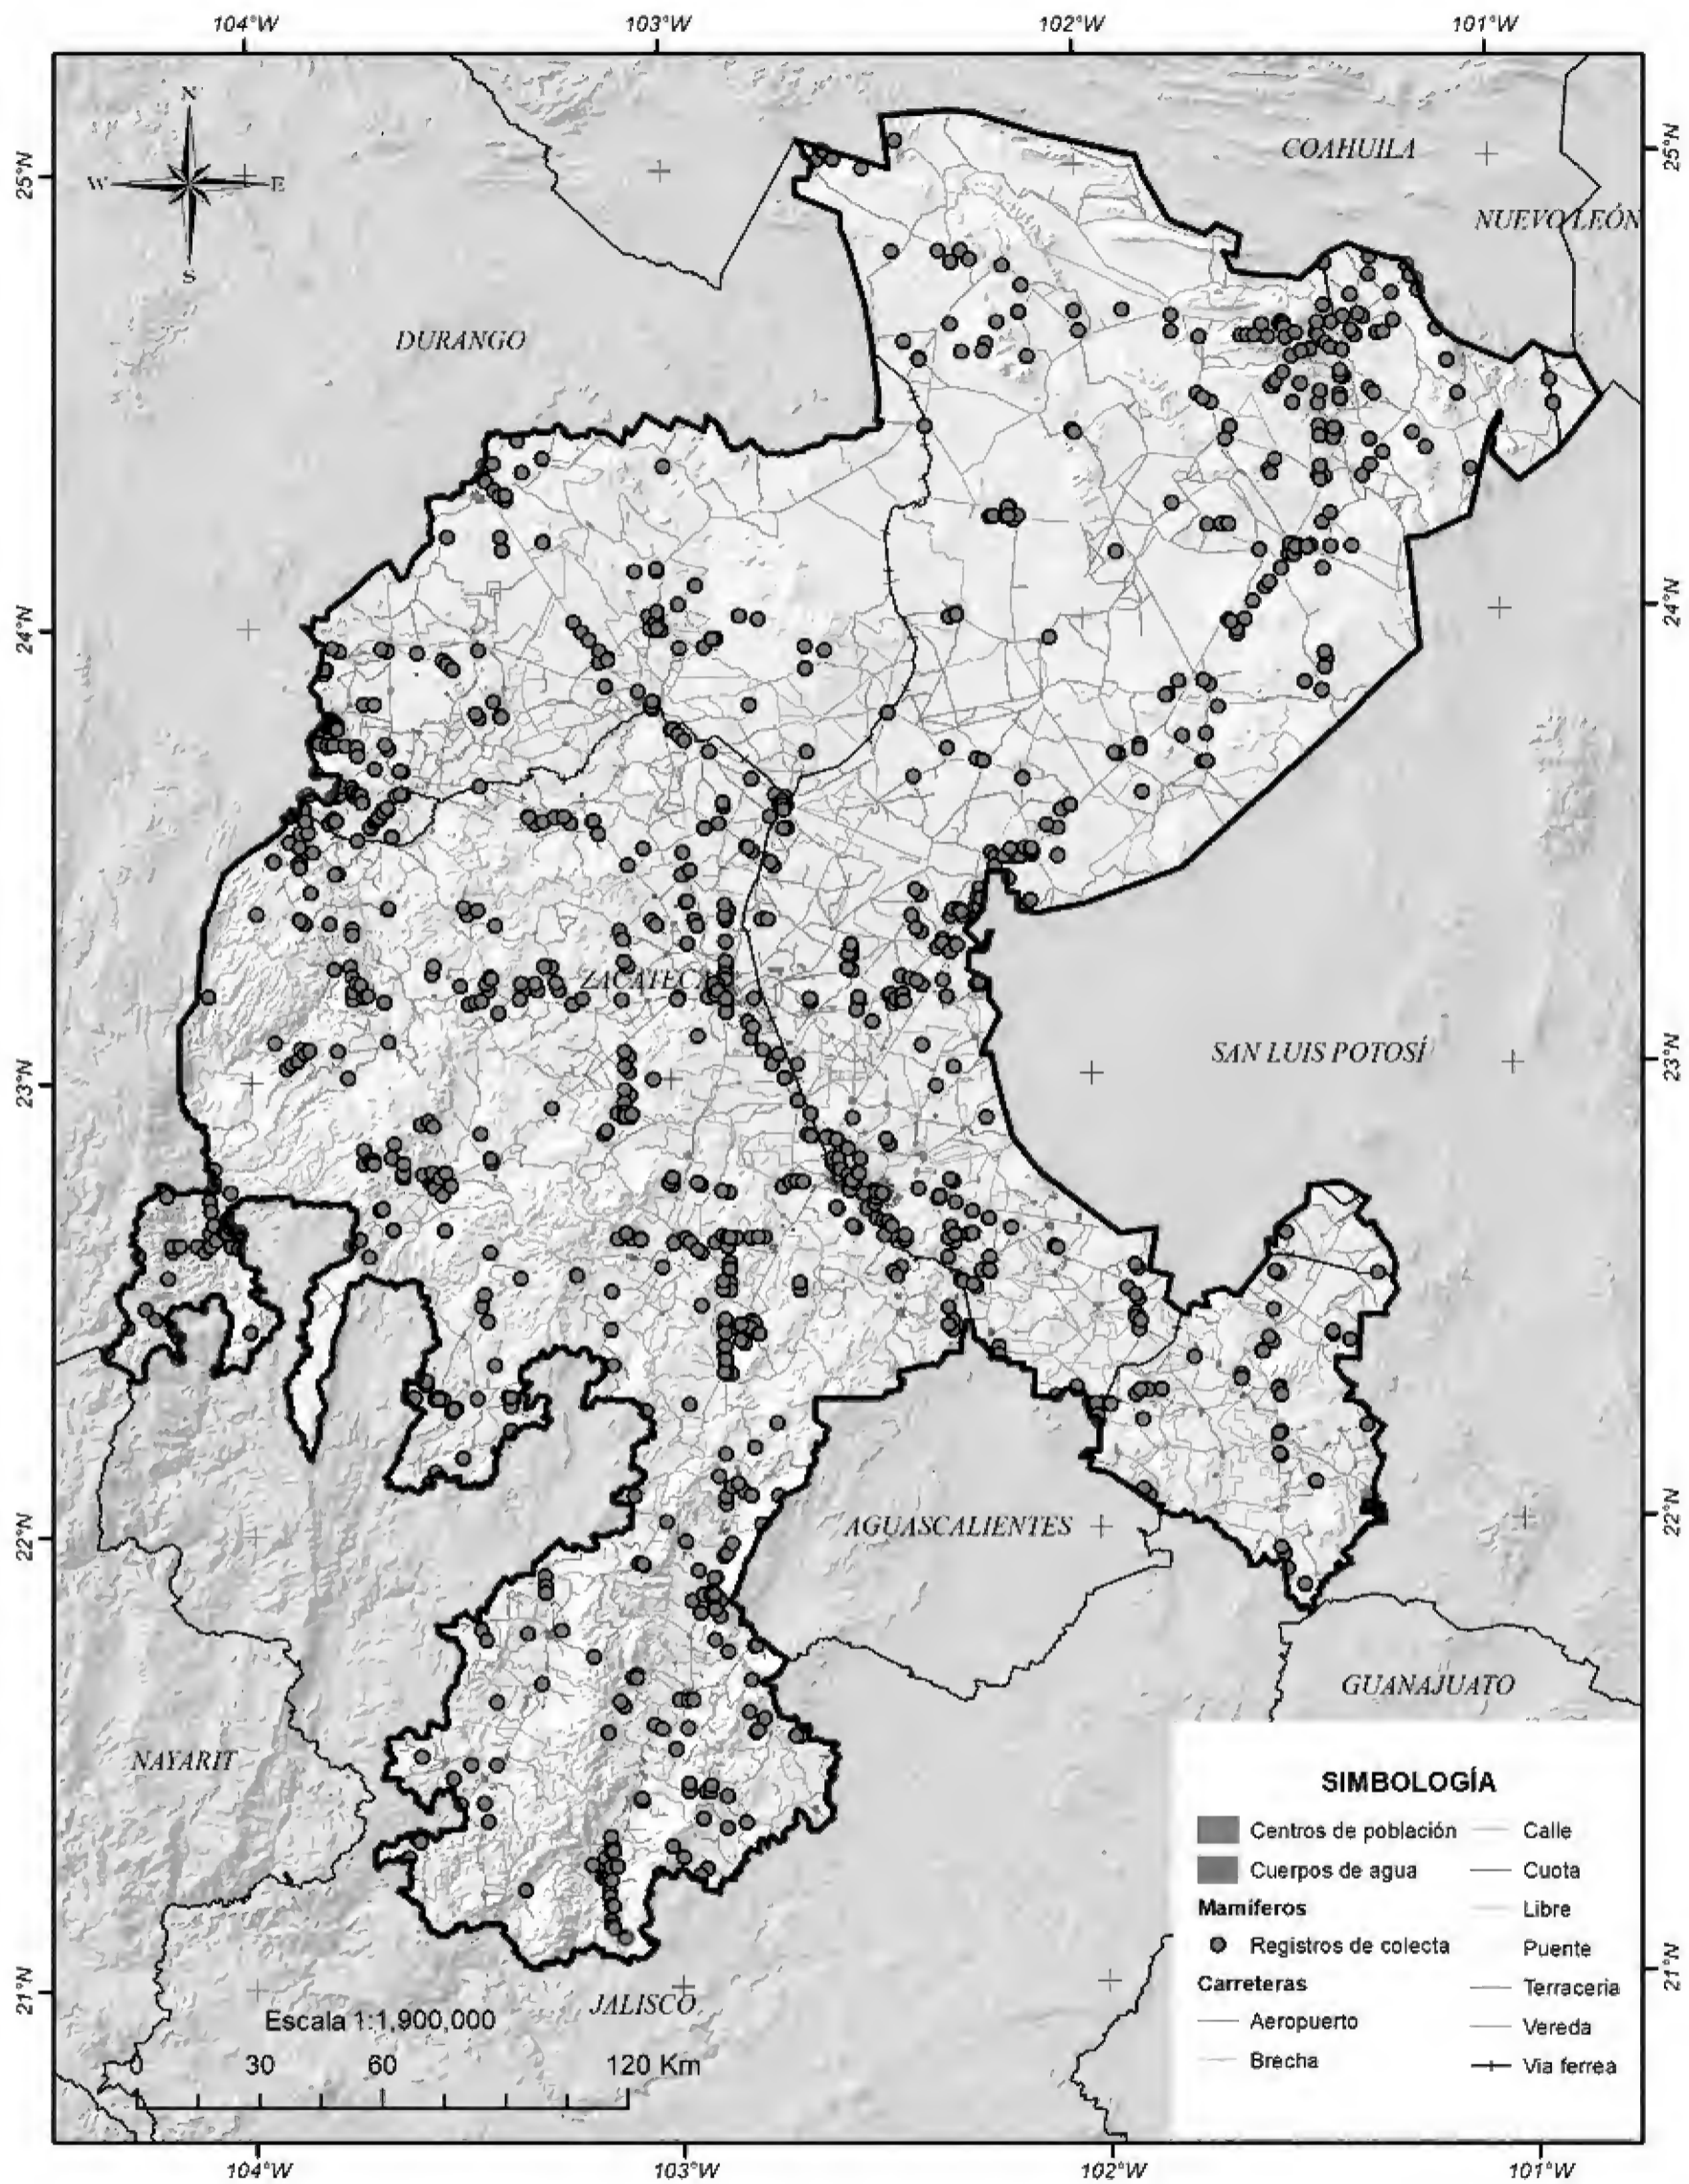 104°W 103°W 102°W 101°W
25°N 25°N
N
W E
S
COAHUILA
NUEVO LEÓN
DURANGO
24°N 24°N
ZACATECA
23°N 23°N
SAN LUIS POTOSÍ
22°N 22°N
AGUASCALIENTES
GUANAJUATO
NAYARIT
JALISCO
21°N 21°N
Escala 1:1,900,000
0 30 60 120 Km
SIMBOLOGÍA
Centros de población
Cuerpos de agua
Mamíferos
Registros de colecta
Carreteras
Aeropuerto
Brecha
Calle
Cuota
Libre
Puente
Terraceria
Vereda
Via ferrea
104°W 103°W 102°W 101°W